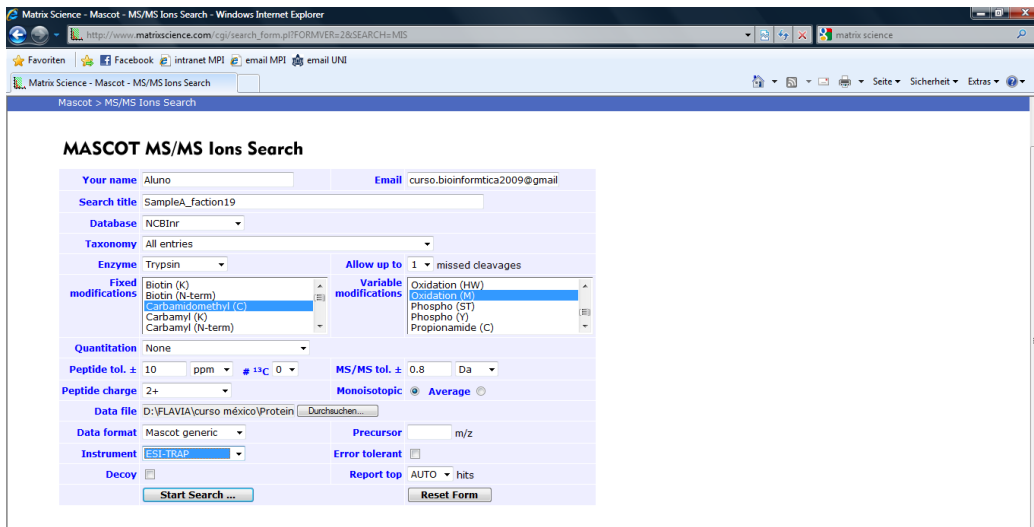 Matrix Science - Mascot - MS/MS Ions Search - Windows Internet Explorer
http://www.matrixscience.com/cgi/search_form.pl?FORMVER=2&SEARCH=MIS
matrix science
Favoriten Facebook intranet MPI email MPI email UNI
Matrix Science - Mascot - MS/MS Ions Search
Seite Sicherheit Extras
Mascot > MS/MS Ions Search
MASCOT MS/MS Ions Search
Your name Aluno Email curso.bioinformtica2009@gmail
Search title SampleA_faction19
Database NCBInr
Taxonomy All entries
Enzyme Trypsin Allow up to 1 missed cleavages
Fixed modifications Variable modifications
Biotin (K) Oxidation (HW)
Biotin (N-term) Oxidation (M)
Carbamidomethyl (C) Phospho (ST)
Carbamyl (K) Phospho (Y)
Carbamyl (N-term) Propionamide (C)
Quantitation None
Peptide tol. ± 10 ppm # 13C 0 MS/MS tol. ± 0.8 Da
Peptide charge 2+ Monoisotopic Average
Data file D:\FLAVIA\curso méxico\Protein Durchsuchen...
Data format Mascot generic Precursor m/z
Instrument ESI-TRAP Error tolerant
Decoy Report top AUTO hits
Start Search ... Reset Form